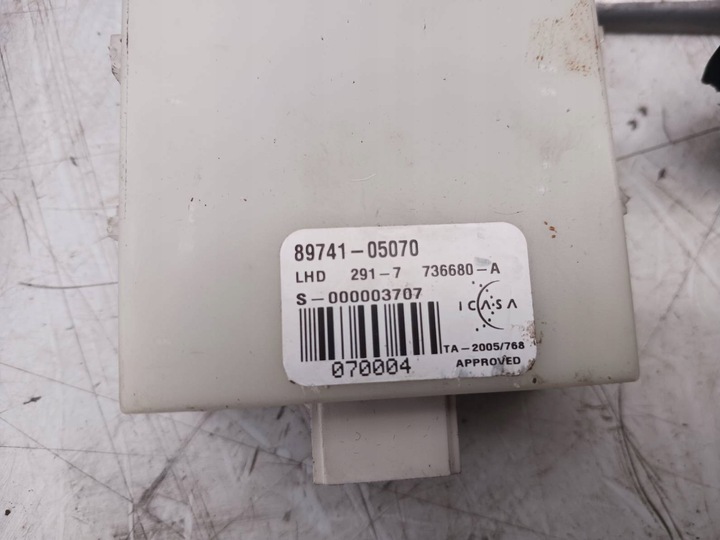 89741-05070
LHD 291-7 736680-A
S-000003707
ICASA
070004
TA-2005/768
APPROVED